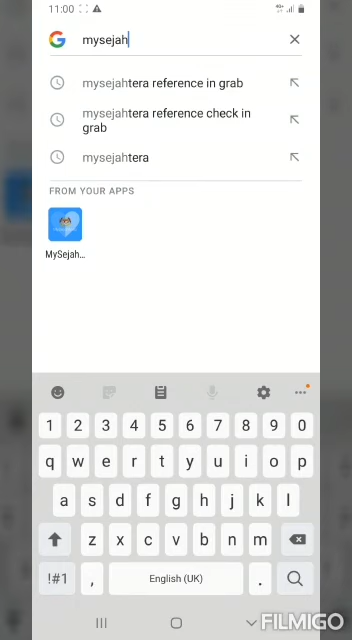 11:00
mysejah
mysejahtera reference in grab
mysejahtera reference check in
grab
mysejahtera
FROM YOUR APPS
MySejah...
1 2 3 4 5 6 7 8 9 0
q w e r t y u i o p
a s d f g h j k l
z x c v b n m
!#1 , English (UK) .
FILMIGO